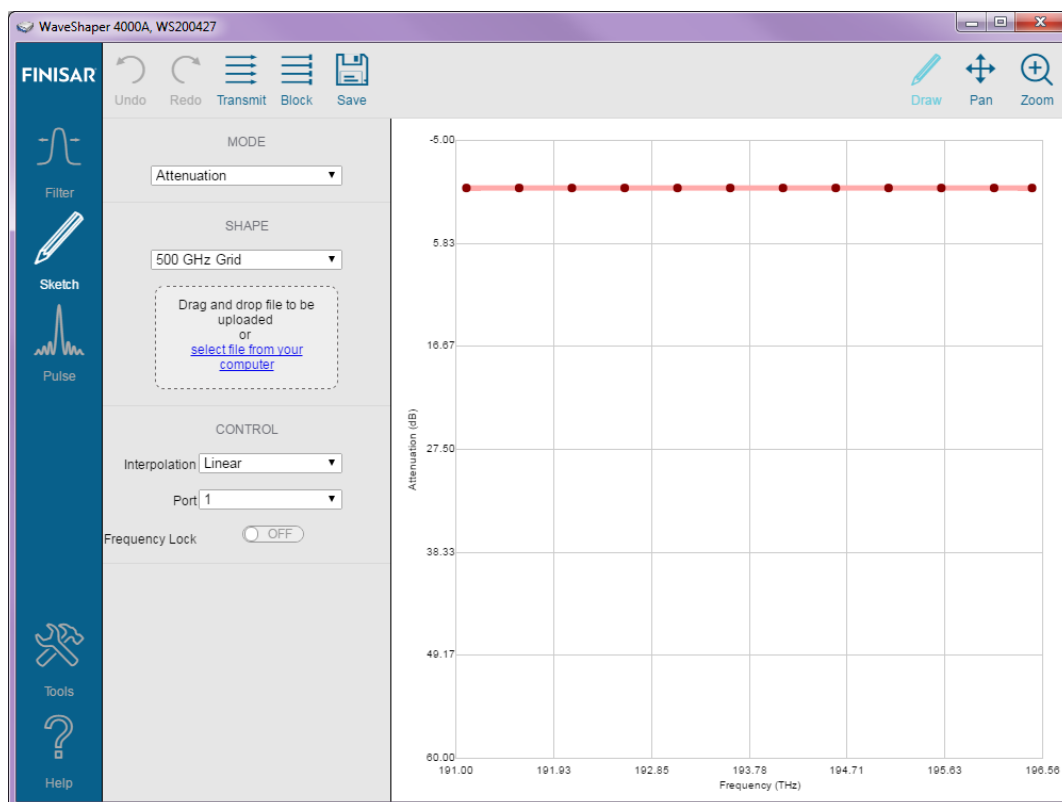 WaveShaper 4000A, WS200427
FINISAR
Undo
Redo
Transmit
Block
Save
Draw
Pan
Zoom
Filter
Sketch
Pulse
Tools
Help
MODE
Attenuation
SHAPE
500 GHz Grid
Drag and drop file to be
uploaded
or
select file from your
computer
CONTROL
Interpolation Linear
Port 1
Frequency Lock OFF
Attenuation (dB)
-5.00
5.83
16.67
27.50
38.33
49.17
60.00
191.00 191.93 192.85 193.78 194.71 195.63 196.56
Frequency (THz)